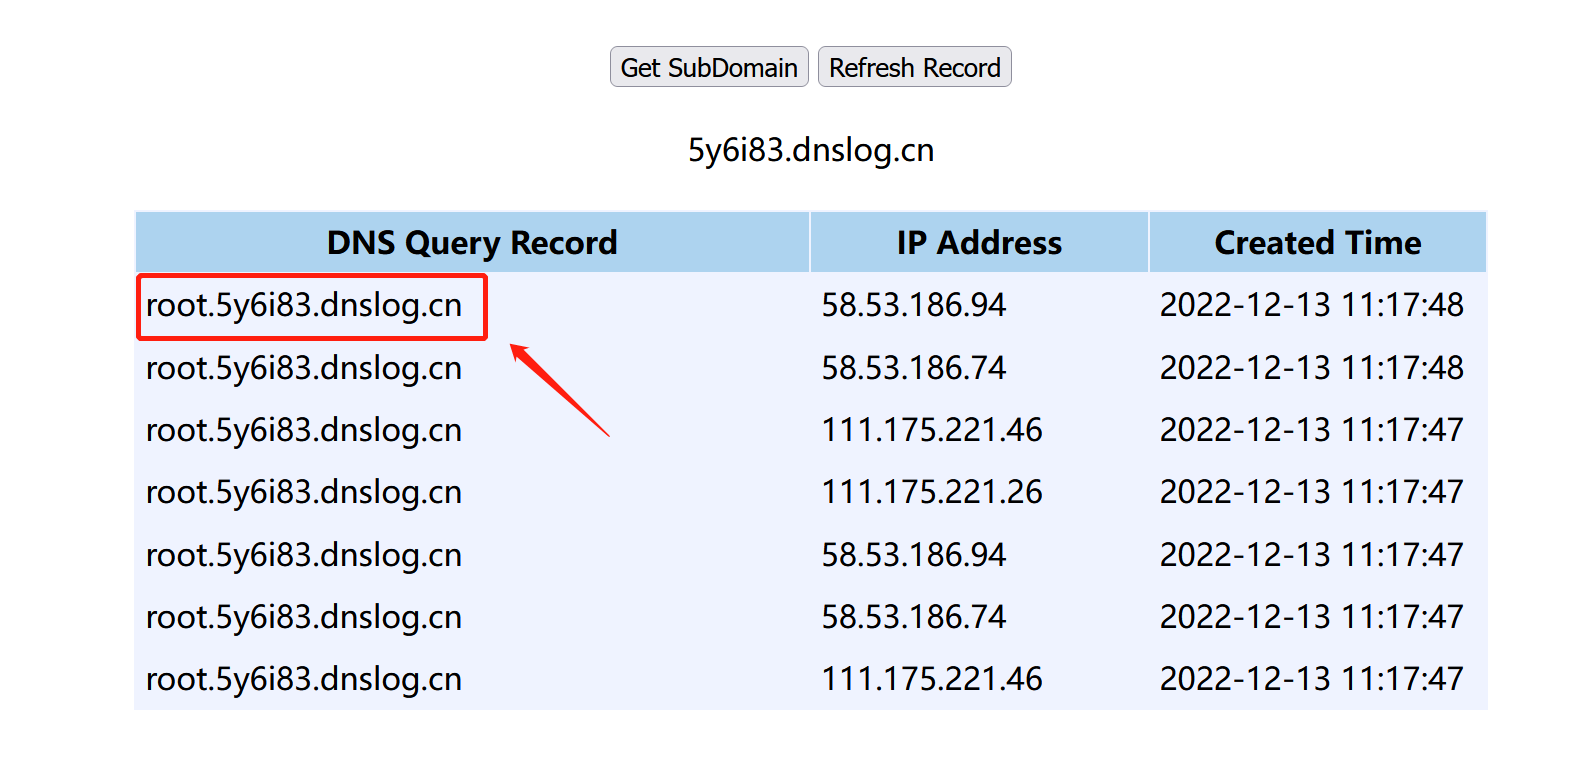 Get SubDomain Refresh Record
5y6i83.dnslog.cn
DNS Query Record IP Address Created Time
root.5y6i83.dnslog.cn 58.53.186.94 2022-12-13 11:17:48
root.5y6i83.dnslog.cn 58.53.186.74 2022-12-13 11:17:48
root.5y6i83.dnslog.cn 111.175.221.46 2022-12-13 11:17:47
root.5y6i83.dnslog.cn 111.175.221.26 2022-12-13 11:17:47
root.5y6i83.dnslog.cn 58.53.186.94 2022-12-13 11:17:47
root.5y6i83.dnslog.cn 58.53.186.74 2022-12-13 11:17:47
root.5y6i83.dnslog.cn 111.175.221.46 2022-12-13 11:17:47